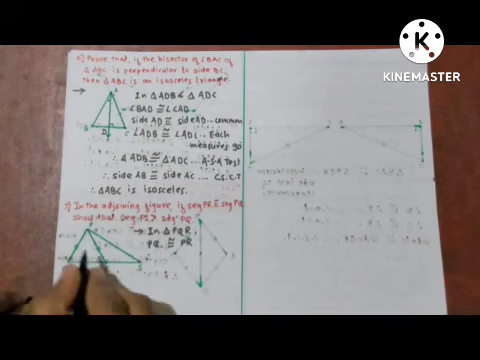 KINEMASTER
6) Prove that, if the bisector of ∠BAC of
△ABC is perpendicular to side BC,
then △ABC is an isosceles triangle.
→ In △ADB & △ADC
∠BAD ≅ ∠CAD
side AD ≅ side AD ... common
∠ADB ≅ ∠ADC ... Each
measures 90
∴ △ADB ≅ △ADC ... A-S-A Test
∴ side AB ≅ side AC .... C.S.C.T
∴ △ABC is isosceles.
7) In the adjoining figure, if seg PR ≅ seg PQ,
show that seg PS > seg PQ.
→ In △PQR,
PQ ≅ PR